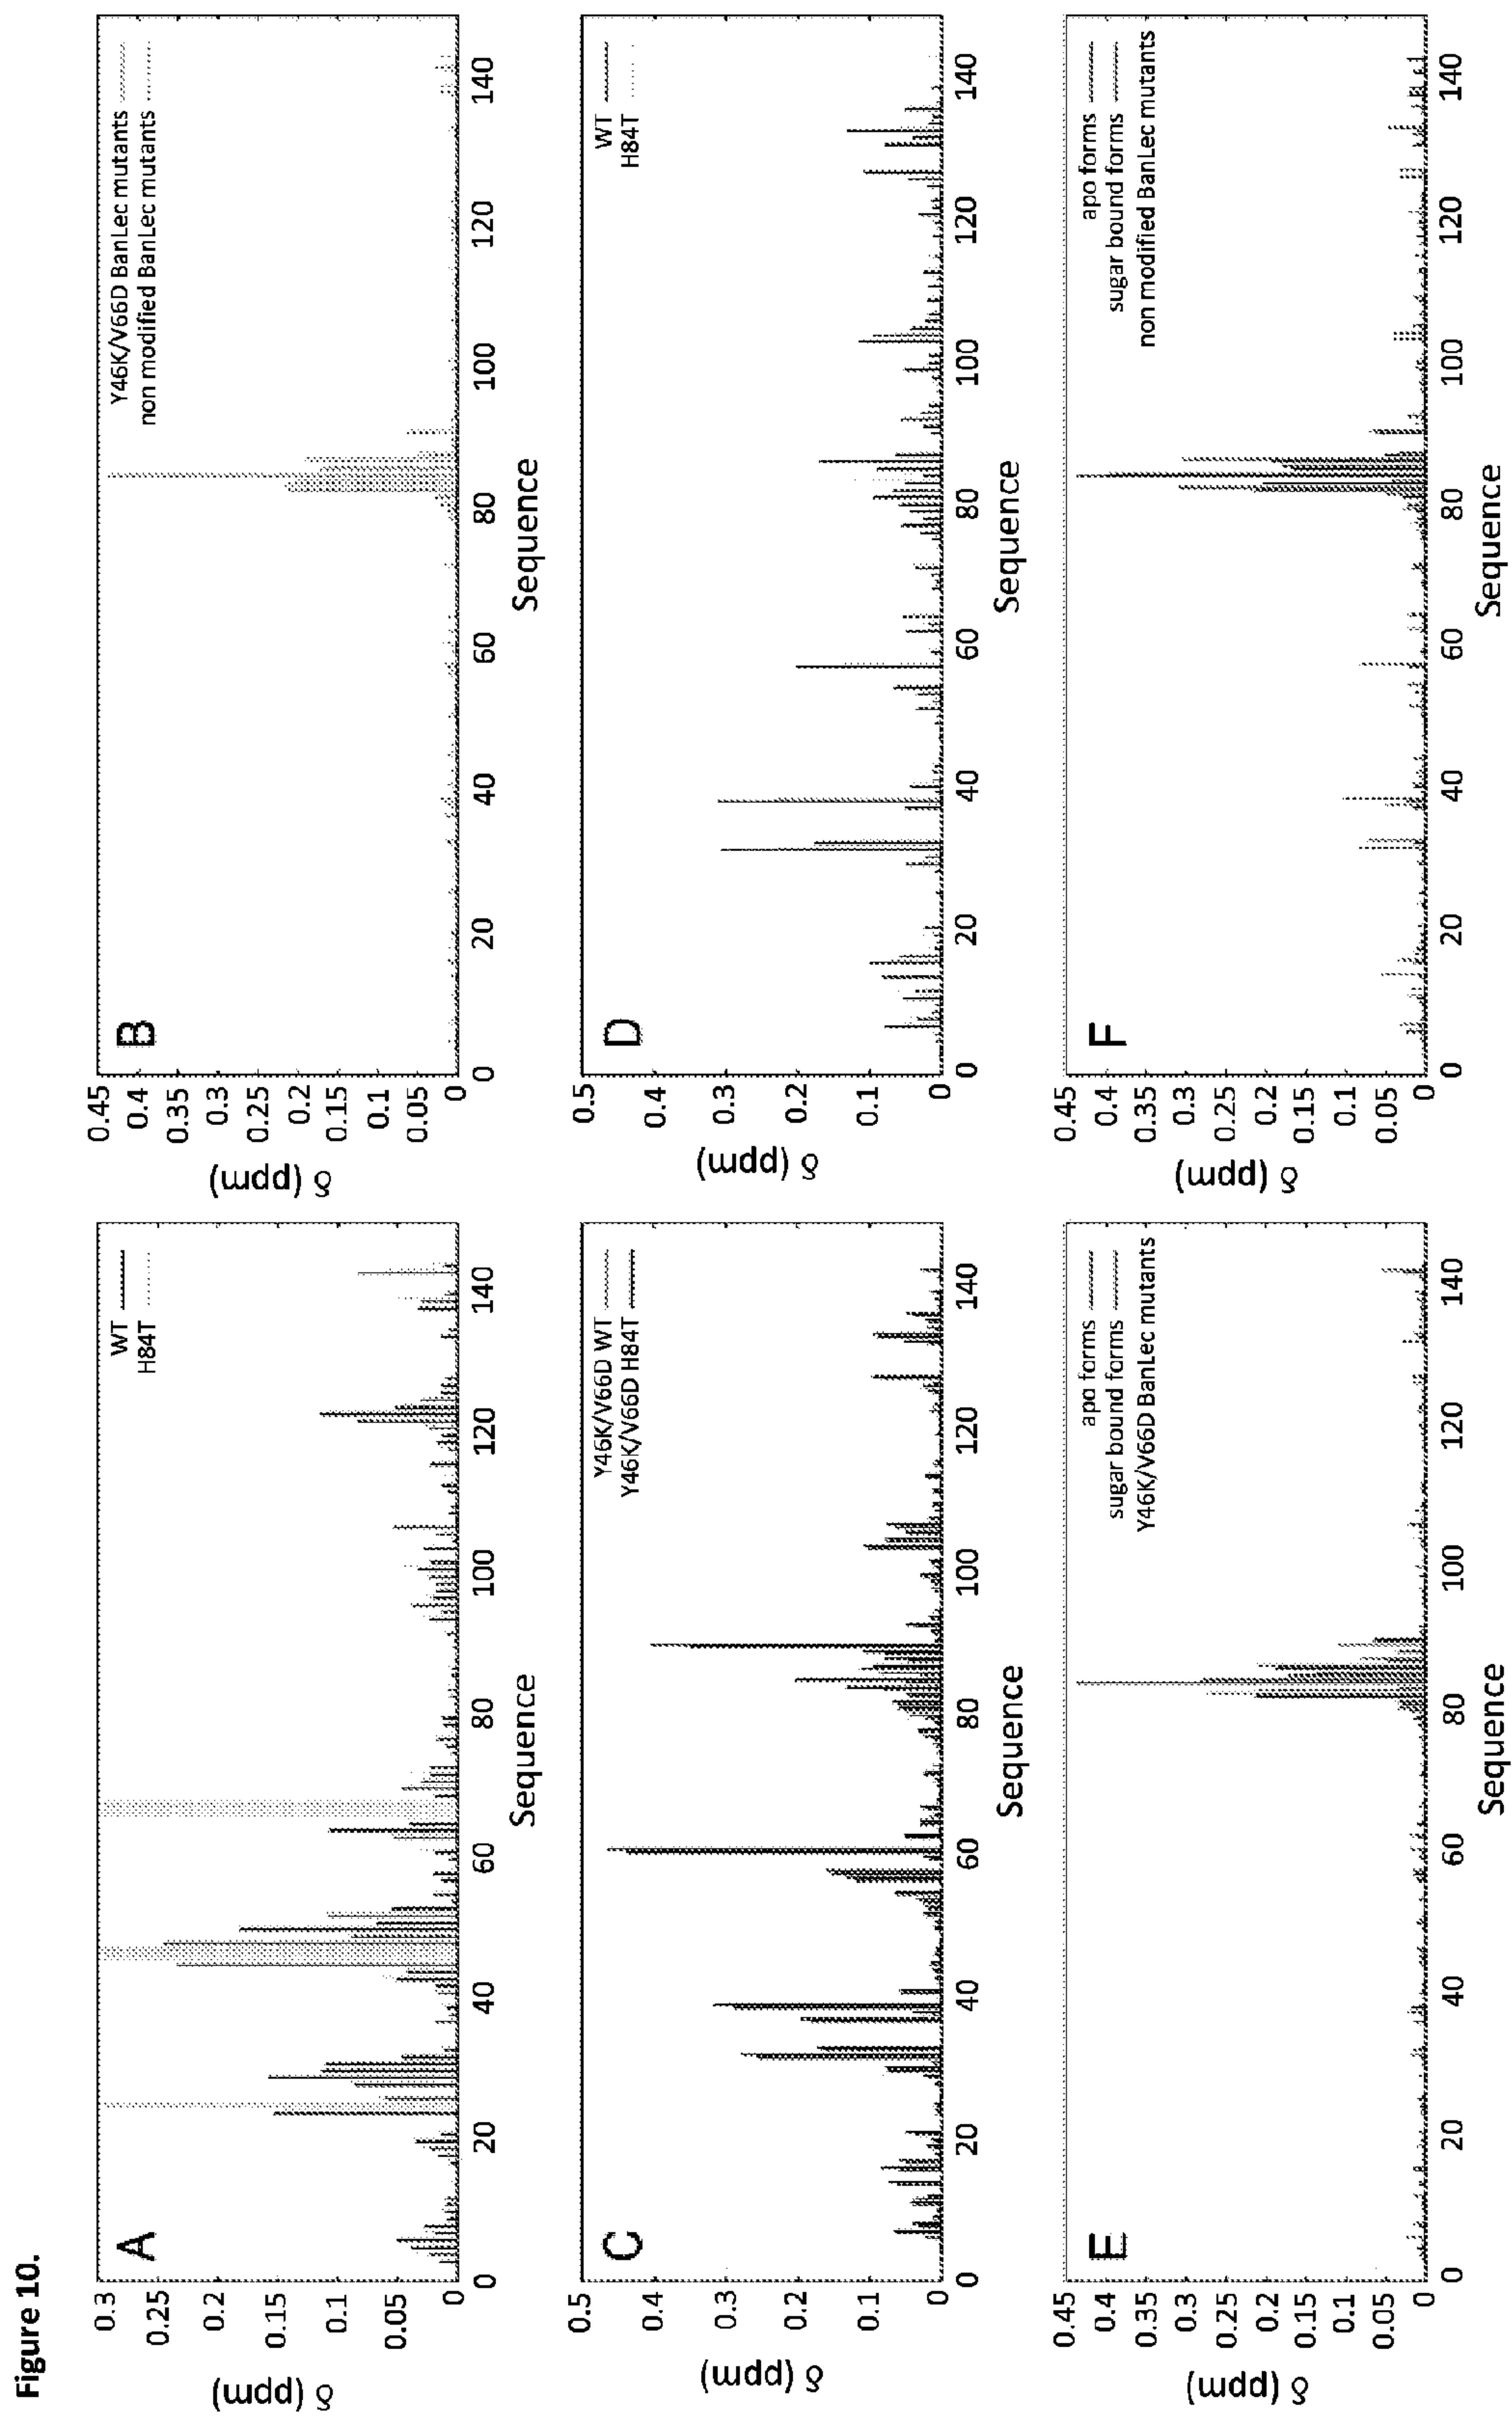 Figure 10.
A
WT
H84T
δ (ppm)
0.3
0.25
0.2
0.15
0.1
0.05
0
0 20 40 60 80 100 120 140
Sequence
B
Y46K/V66D BanLec mutants
non modified BanLec mutants
δ (ppm)
0.45
0.4
0.35
0.3
0.25
0.2
0.15
0.1
0.05
0
0 20 40 60 80 100 120 140
Sequence
C
Y46K/V66D WT
Y46K/V66D H84T
δ (ppm)
0.5
0.4
0.3
0.2
0.1
0
0 20 40 60 80 100 120 140
Sequence
D
WT
H84T
δ (ppm)
0.5
0.4
0.3
0.2
0.1
0
0 20 40 60 80 100 120 140
Sequence
E
apo forms
sugar bound forms
Y46K/V66D BanLec mutants
δ (ppm)
0.45
0.4
0.35
0.3
0.25
0.2
0.15
0.1
0.05
0
0 20 40 60 80 100 120 140
Sequence
F
apo forms
sugar bound forms
non modified BanLec mutants
δ (ppm)
0.45
0.4
0.35
0.3
0.25
0.2
0.15
0.1
0.05
0
0 20 40 60 80 100 120 140
Sequence